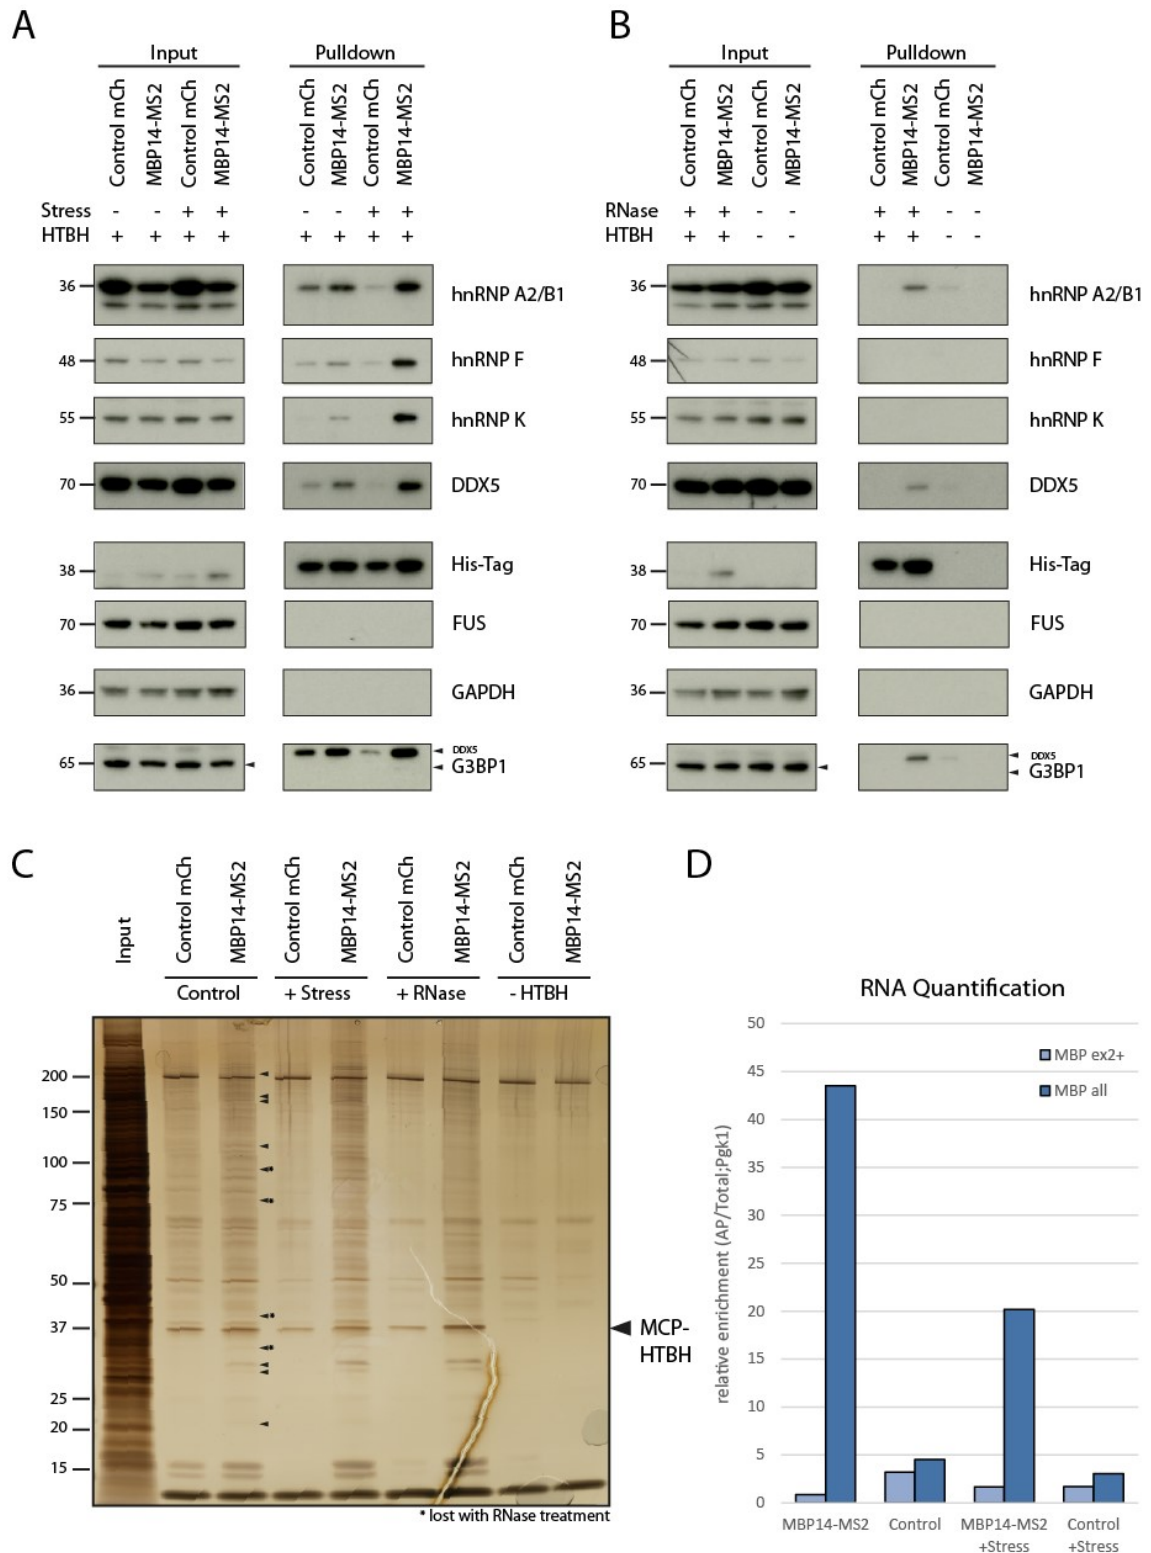 A
Input
Pulldown
Control mCh
MBP14-MS2
Control mCh
MBP14-MS2
Control mCh
MBP14-MS2
Control mCh
MBP14-MS2
Stress - - + + - - + +
HTBH + + + + + + + +
36 hnRNP A2/B1
48 hnRNP F
55 hnRNP K
70 DDX5
38 His-Tag
70 FUS
36 GAPDH
DDX5
65 G3BP1
B
Input
Pulldown
Control mCh
MBP14-MS2
Control mCh
MBP14-MS2
Control mCh
MBP14-MS2
Control mCh
MBP14-MS2
RNase + + - - + + - -
HTBH + + - - + + - -
36 hnRNP A2/B1
48 hnRNP F
55 hnRNP K
70 DDX5
38 His-Tag
70 FUS
36 GAPDH
DDX5
65 G3BP1
C
Input
Control mCh
MBP14-MS2
Control mCh
MBP14-MS2
Control mCh
MBP14-MS2
Control mCh
MBP14-MS2
Control + Stress + RNase - HTBH
200
150
100
75
50
37
25
20
15
MCP-
HTBH
* lost with RNase treatment
D
RNA Quantification
relative enrichment (AP/Total;Pgk1)
50
45
40
35
30
25
20
15
10
5
0
MBP ex2+
MBP all
MBP14-MS2
Control
MBP14-MS2
+Stress
Control
+Stress